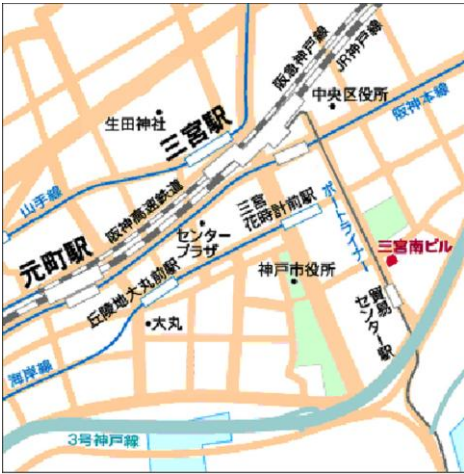 阪急神戸線
JR神戸線
中央区役所
生田神社
三宮駅
阪神本線
山手線
阪神高速鉄道
三宮
花時計前駅
ポートライナー
センター
プラザ
元町駅
三宮南ビル
神戸市役所
丘陵地大丸前駅
貿易
センター駅
大丸
海岸線
3号神戸線